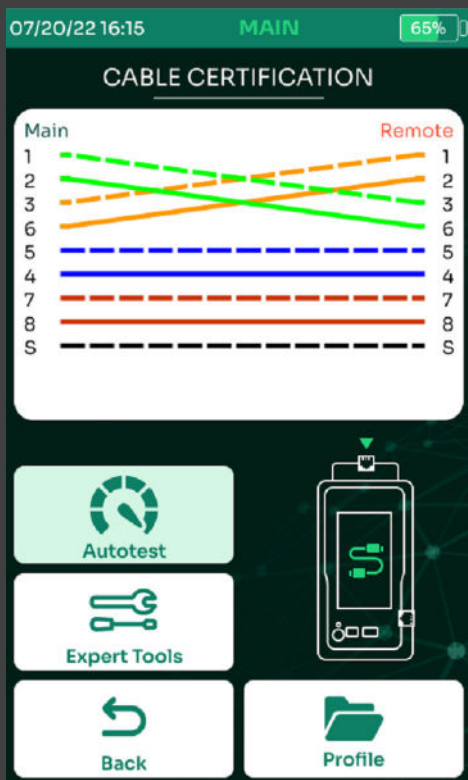 07/20/22 16:15 MAIN 65%
CABLE CERTIFICATION
Main Remote
1 1
2 2
3 3
6 6
5 5
4 4
7 7
8 8
S S
Autotest
Expert Tools
Back Profile